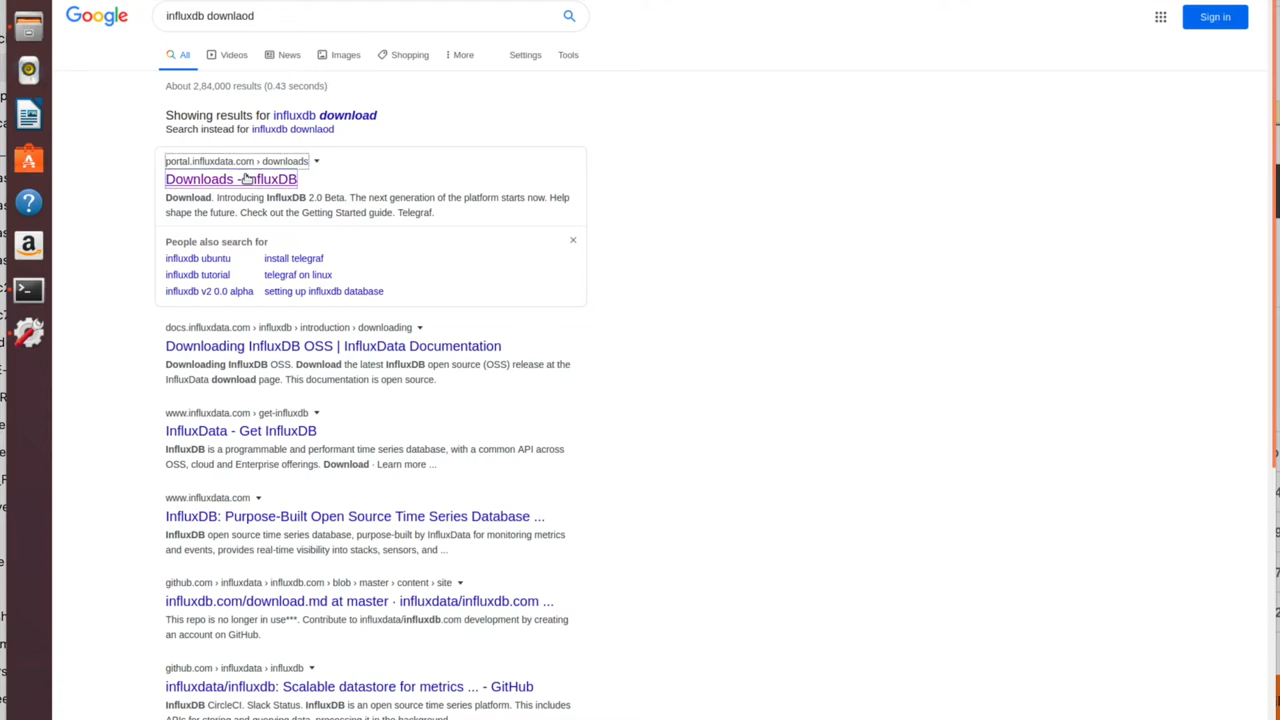 Google
influxdb downlaod
Sign in
All Videos News Images Shopping More Settings Tools
About 2,84,000 results (0.43 seconds)
Showing results for influxdb download
Search instead for influxdb downlaod
portal.influxdata.com › downloads
Downloads - InfluxDB
Download. Introducing InfluxDB 2.0 Beta. The next generation of the platform starts now. Help
shape the future. Check out the Getting Started guide. Telegraf.
People also search for
influxdb ubuntu install telegraf
influxdb tutorial telegraf on linux
influxdb v2 0.0 alpha setting up influxdb database
docs.influxdata.com › influxdb › introduction › downloading
Downloading InfluxDB OSS | InfluxData Documentation
Downloading InfluxDB OSS. Download the latest InfluxDB open source (OSS) release at the
InfluxData download page. This documentation is open source.
www.influxdata.com › get-influxdb
InfluxData - Get InfluxDB
InfluxDB is a programmable and performant time series database, with a common API across
OSS, cloud and Enterprise offerings. Download · Learn more ...
www.influxdata.com
InfluxDB: Purpose-Built Open Source Time Series Database ...
InfluxDB open source time series database, purpose-built by InfluxData for monitoring metrics
and events, provides real-time visibility into stacks, sensors, and ...
github.com › influxdata › influxdb.com › blob › master › content › site
influxdb.com/download.md at master · influxdata/influxdb.com ...
This repo is no longer in use***. Contribute to influxdata/influxdb.com development by creating
an account on GitHub.
github.com › influxdata › influxdb
influxdata/influxdb: Scalable datastore for metrics ... - GitHub
InfluxDB CircleCI. Slack Status. InfluxDB is an open source time series platform. This includes
APIs for storing and querying data, processing it in the background